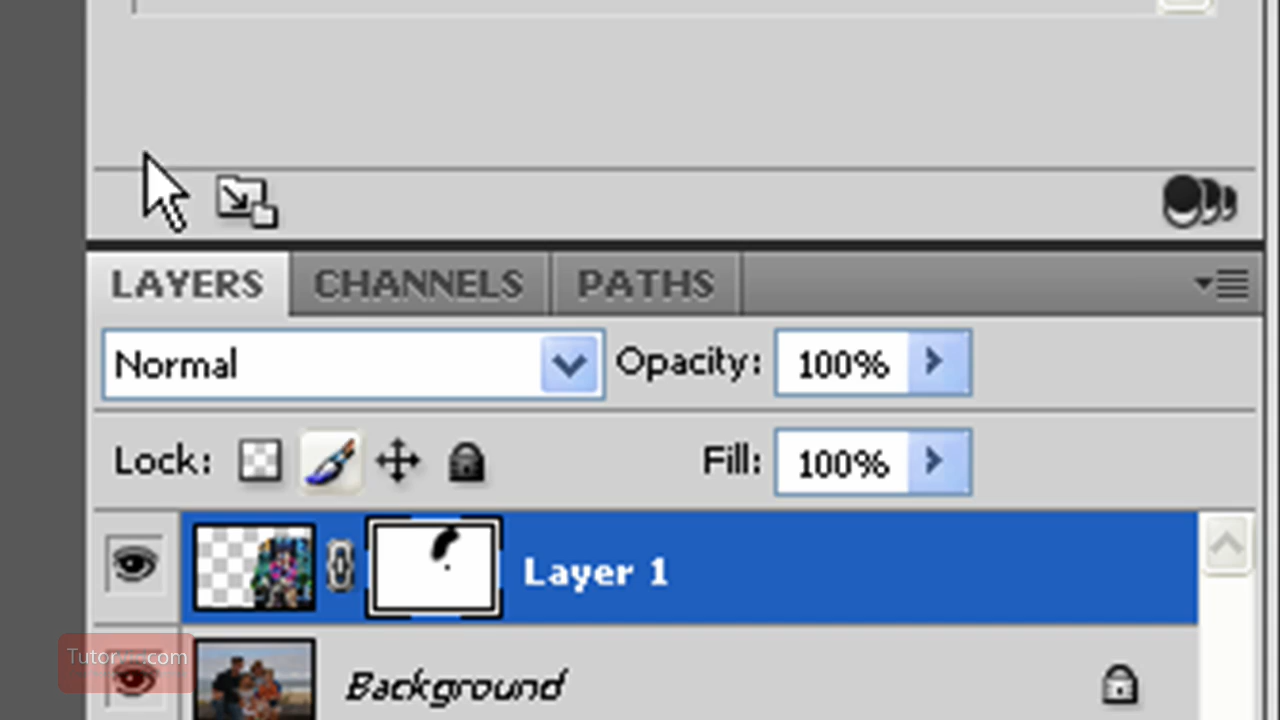 LAYERS CHANNELS PATHS
Normal Opacity: 100%
Lock: Fill: 100%
Layer 1
Background